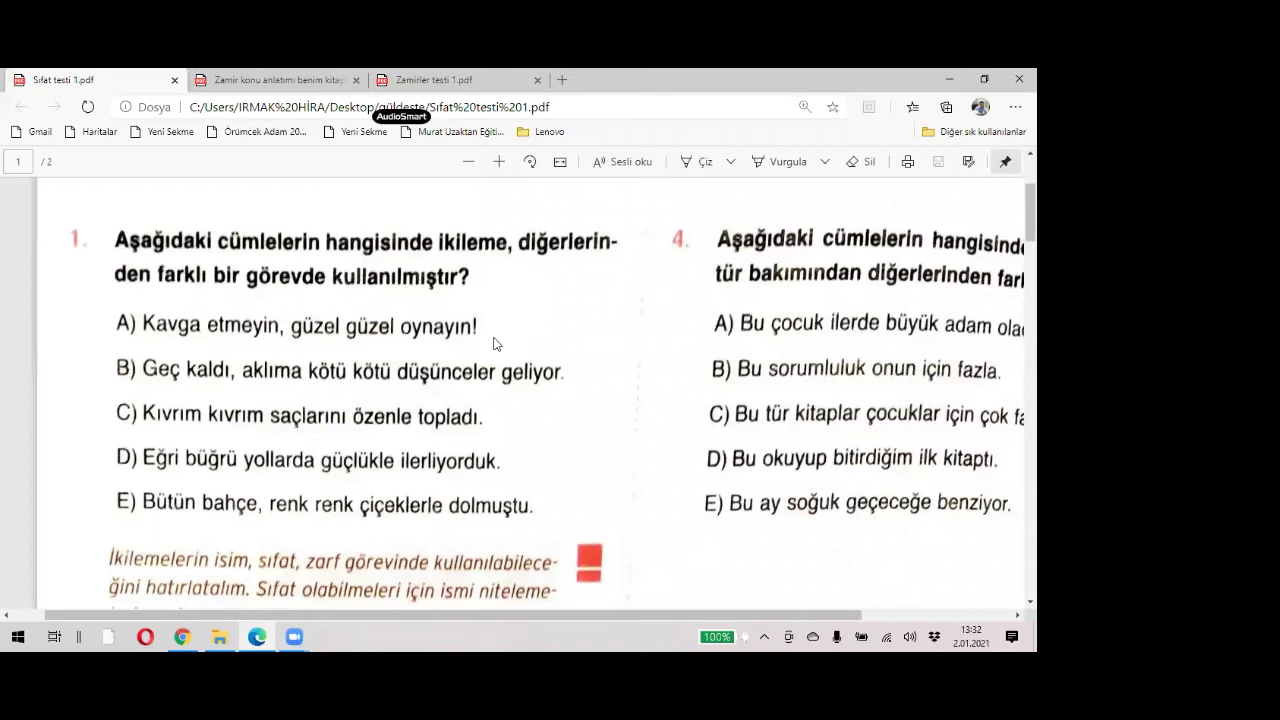 Sıfat testi 1.pdf
Zamir konu anlatımı benim kitap
Zamirler testi 1.pdf
Dosya
C:/Users/IRMAK%20HİRA/Desktop/güldeste/Sıfat%20testi%201.pdf
AudioSmart
Gmail
Haritalar
Yeni Sekme
Örümcek Adam 20...
Yeni Sekme
Murat Uzaktan Eğiti...
Lenovo
Diğer sık kullanılanlar
1 / 2
Sesli oku
Çiz
Vurgula
Sil
1. Aşağıdaki cümlelerin hangisinde ikileme, diğerlerin-
den farklı bir görevde kullanılmıştır?
A) Kavga etmeyin, güzel güzel oynayın!
B) Geç kaldı, aklıma kötü kötü düşünceler geliyor.
C) Kıvrım kıvrım saçlarını özenle topladı.
D) Eğri büğrü yollarda güçlükle ilerliyorduk.
E) Bütün bahçe, renk renk çiçeklerle dolmuştu.
İkilemelerin isim, sıfat, zarf görevinde kullanılabilece-
ğini hatırlatalım. Sıfat olabilmeleri için ismi niteleme-
4. Aşağıdaki cümlelerin hangisinde
tür bakımından diğerlerinden
A) Bu çocuk ilerde büyük adam
B) Bu sorumluluk onun için fazla.
C) Bu tür kitaplar çocuklar için çok
D) Bu okuyup bitirdiğim ilk kitaptı.
E) Bu ay soğuk geçeceğe benziyor.
100%
13:32
2.01.2021